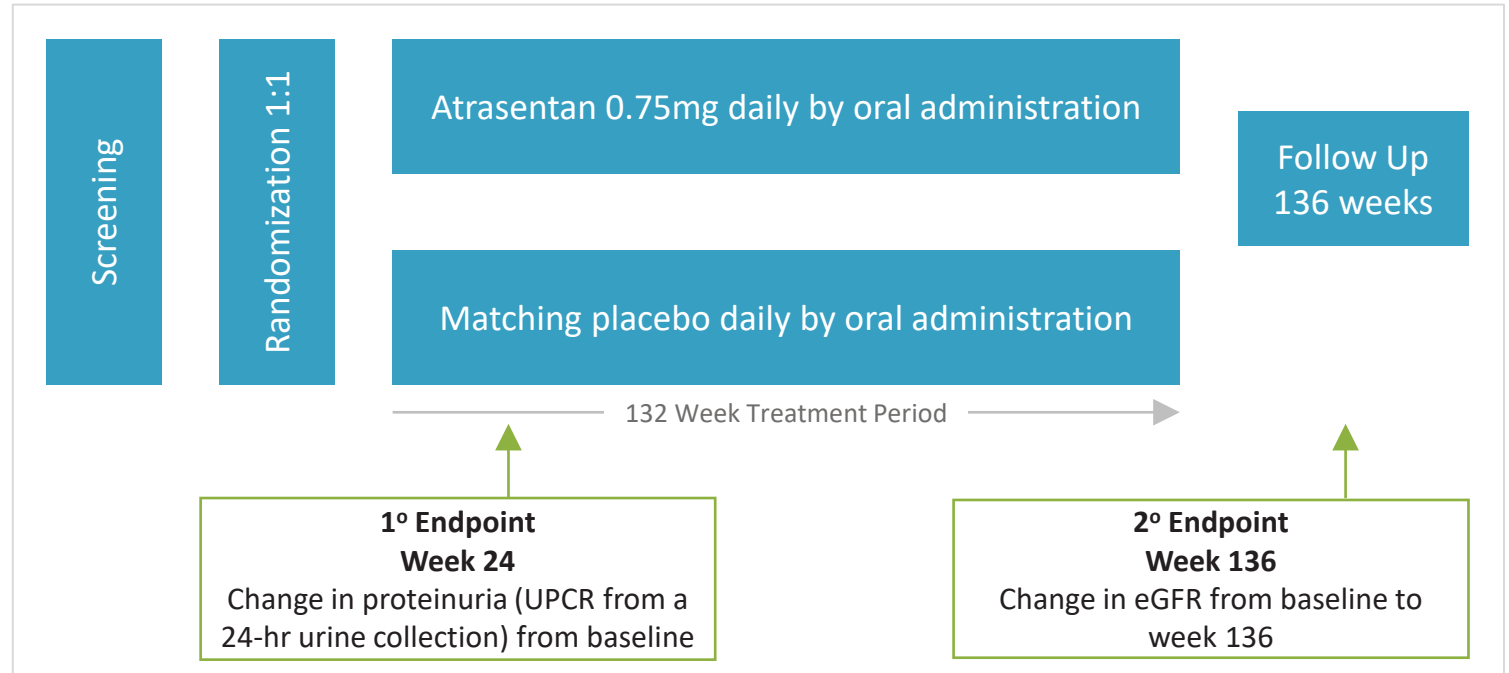 Screening
Randomization 1:1
Atrasentan 0.75mg daily by oral administration
Matching placebo daily by oral administration
Follow Up
136 weeks
132 Week Treatment Period
1º Endpoint
Week 24
Change in proteinuria (UPCR from a
24-hr urine collection) from baseline
2º Endpoint
Week 136
Change in eGFR from baseline to
week 136